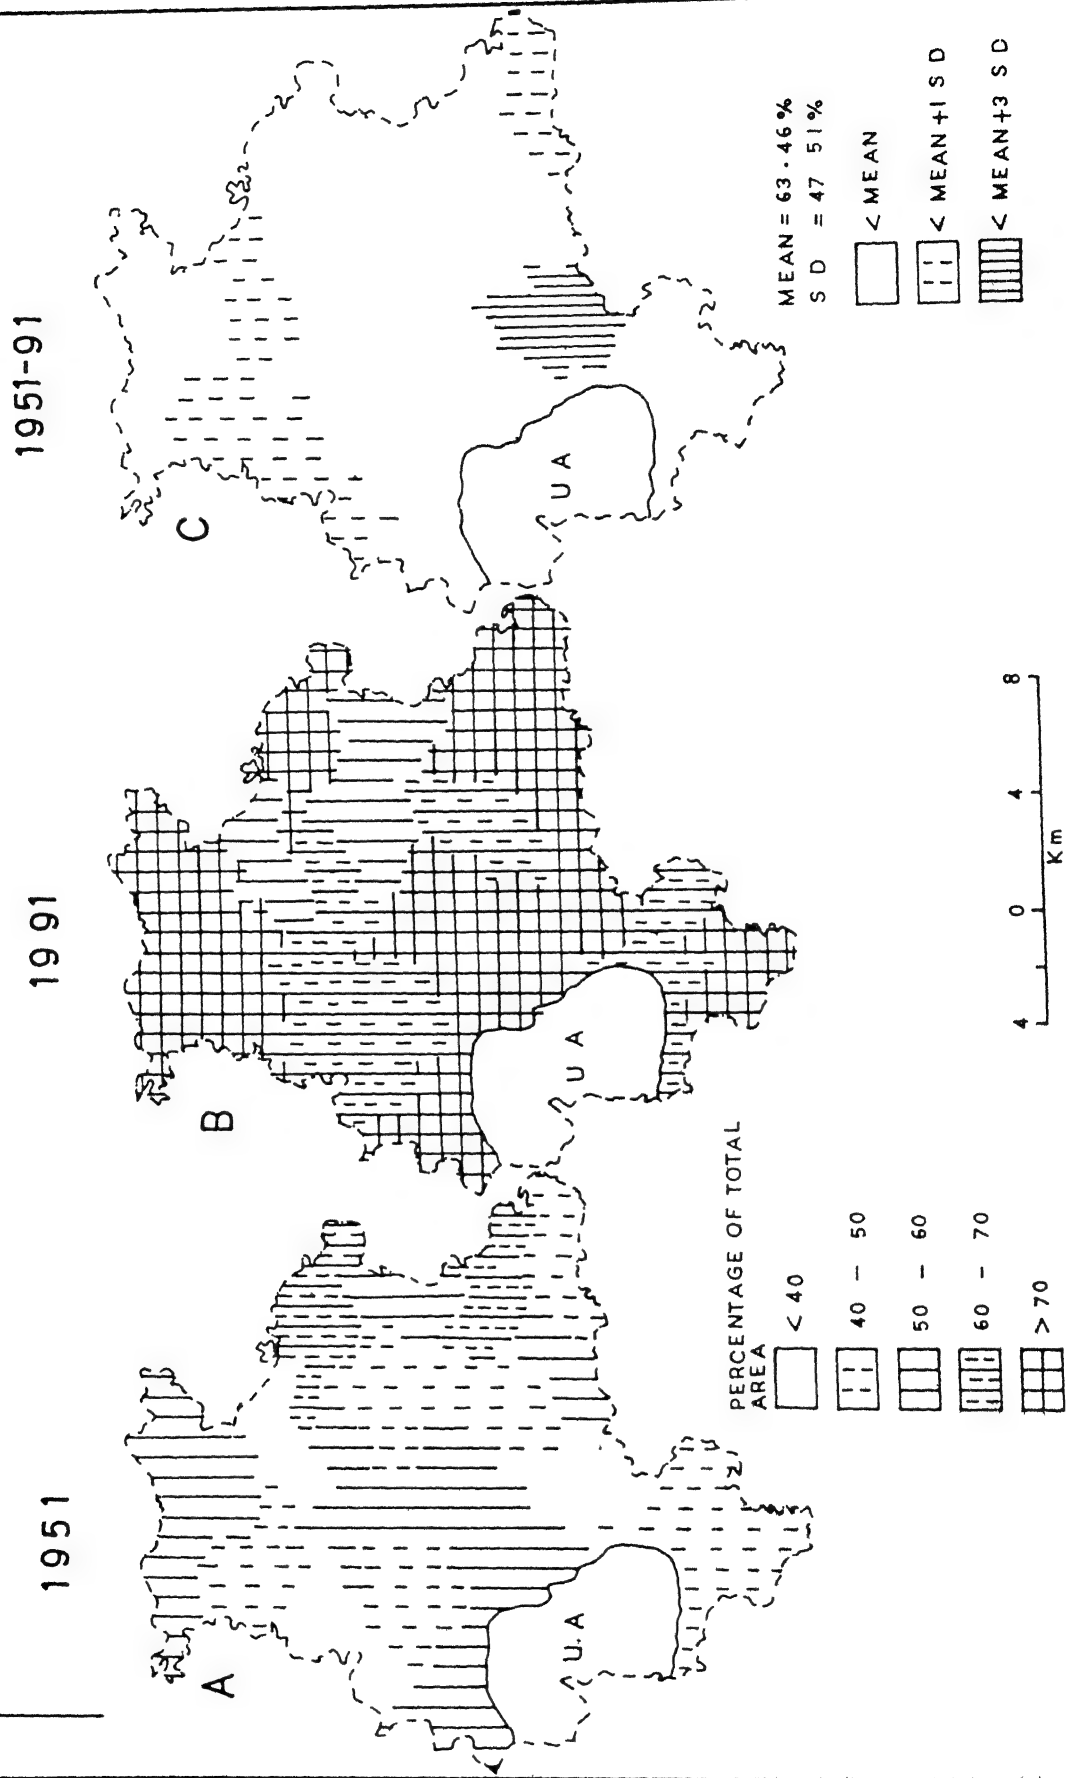 1951
1991
1951-91
A
B
C
U.A
U A
U A
PERCENTAGE OF TOTAL
AREA
< 40
40 — 50
50 — 60
60 — 70
> 70
4 0 4 8
Km
MEAN = 63·46%
S D = 47 51%
< MEAN
< MEAN+1 S D
< MEAN+3 S D